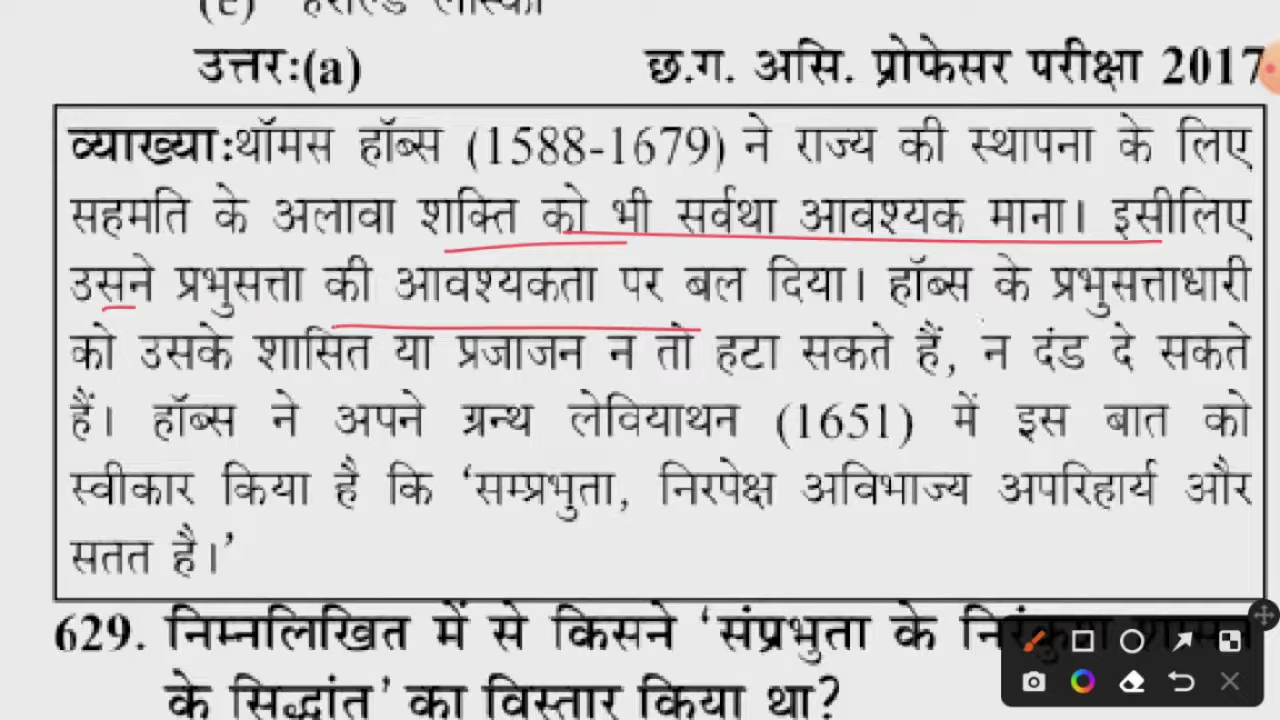 (e) हेराल्ड लास्की
उत्तर:(a) छ.ग. असि. प्रोफेसर परीक्षा 2017
व्याख्या:थॉमस हॉब्स (1588-1679) ने राज्य की स्थापना के लिए
सहमति के अलावा शक्ति को भी सर्वथा आवश्यक माना। इसीलिए
उसने प्रभुसत्ता की आवश्यकता पर बल दिया। हॉब्स के प्रभुसत्ताधारी
को उसके शासित या प्रजाजन न तो हटा सकते हैं, न दंड दे सकते
हैं। हॉब्स ने अपने ग्रन्थ लेवियाथन (1651) में इस बात को
स्वीकार किया है कि ‘सम्प्रभुता, निरपेक्ष अविभाज्य अपरिहार्य और
सतत है।’
629. निम्नलिखित में से किसने ‘संप्रभुता के निरंकुश शासन
के सिद्धांत’ का विस्तार किया था?